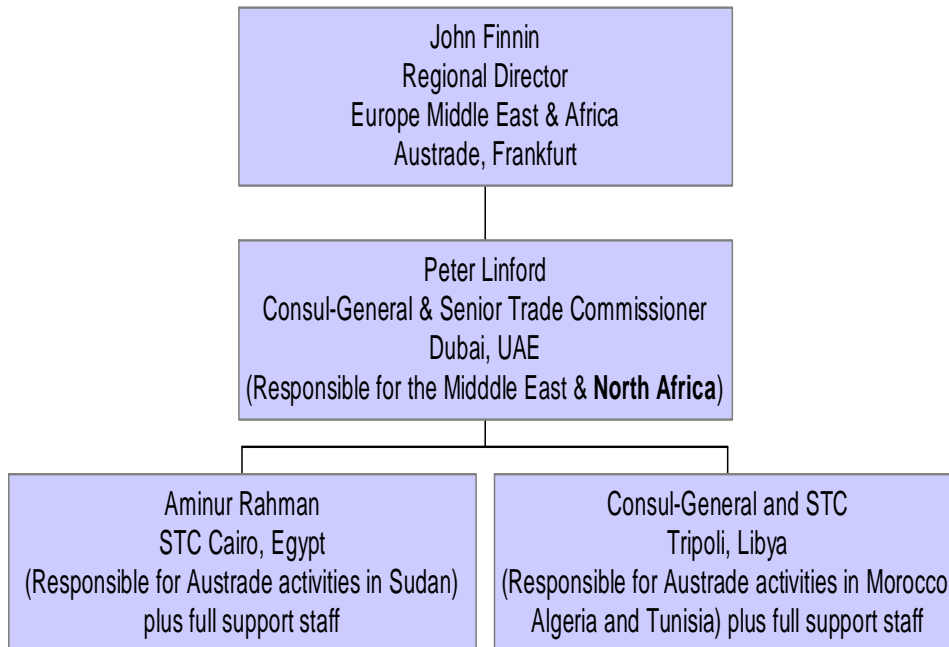 John Finnin
Regional Director
Europe Middle East & Africa
Austrade, Frankfurt
Peter Linford
Consul-General & Senior Trade Commissioner
Dubai, UAE
(Responsible for the Midddle East & North Africa)
Aminur Rahman
STC Cairo, Egypt
(Responsible for Austrade activities in Sudan)
plus full support staff
Consul-General and STC
Tripoli, Libya
(Responsible for Austrade activities in Morocco
Algeria and Tunisia) plus full support staff